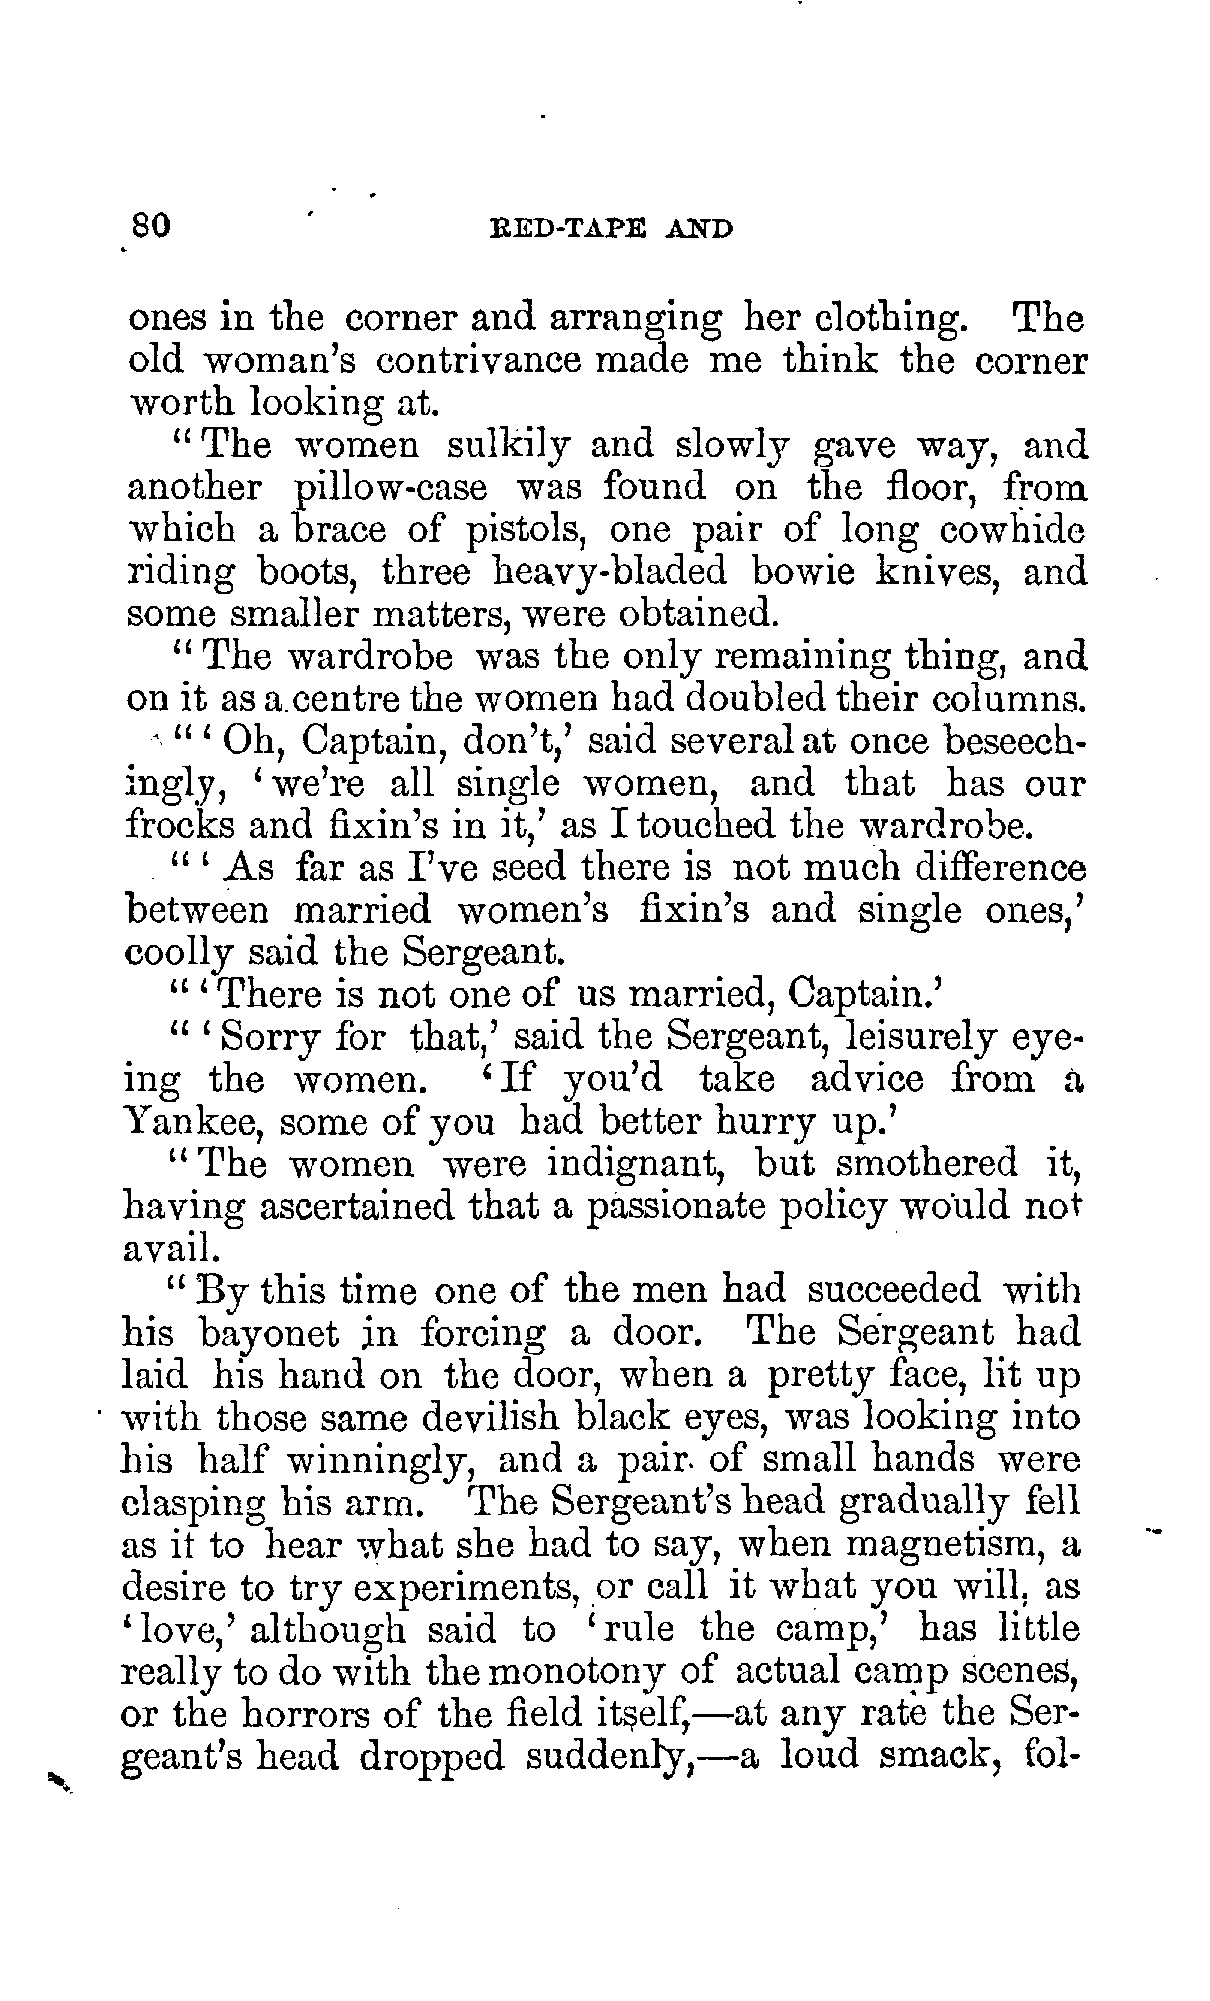 80 RED-TAPE AND
ones in the corner and arranging her clothing. The
old woman's contrivance made me think the corner
worth looking at.
"The women sulkily and slowly gave way, and
another pillow-case was found on the floor, from
which a brace of pistols, one pair of long cowhide
riding boots, three heavy-bladed bowie knives, and
some smaller matters, were obtained.
"The wardrobe was the only remaining thing, and
on it as a centre the women had doubled their columns.
"'Oh, Captain, don't,' said several at once beseech-
ingly, 'we're all single women, and that has our
frocks and fixin's in it,' as I touched the wardrobe.
"'As far as I've seed there is not much difference
between married women's fixin's and single ones,'
coolly said the Sergeant.
"'There is not one of us married, Captain.'
"'Sorry for that,' said the Sergeant, leisurely eye-
ing the women. 'If you'd take advice from a
Yankee, some of you had better hurry up.'
"The women were indignant, but smothered it,
having ascertained that a passionate policy would not
avail.
"By this time one of the men had succeeded with
his bayonet in forcing a door. The Sergeant had
laid his hand on the door, when a pretty face, lit up
with those same devilish black eyes, was looking into
his half winningly, and a pair of small hands were
clasping his arm. The Sergeant's head gradually fell
as if to hear what she had to say, when magnetism, a
desire to try experiments, or call it what you will, as
'love,' although said to 'rule the camp,' has little
really to do with the monotony of actual camp scenes,
or the horrors of the field itself,—at any rate the Ser-
geant's head dropped suddenly,—a loud smack, fol-